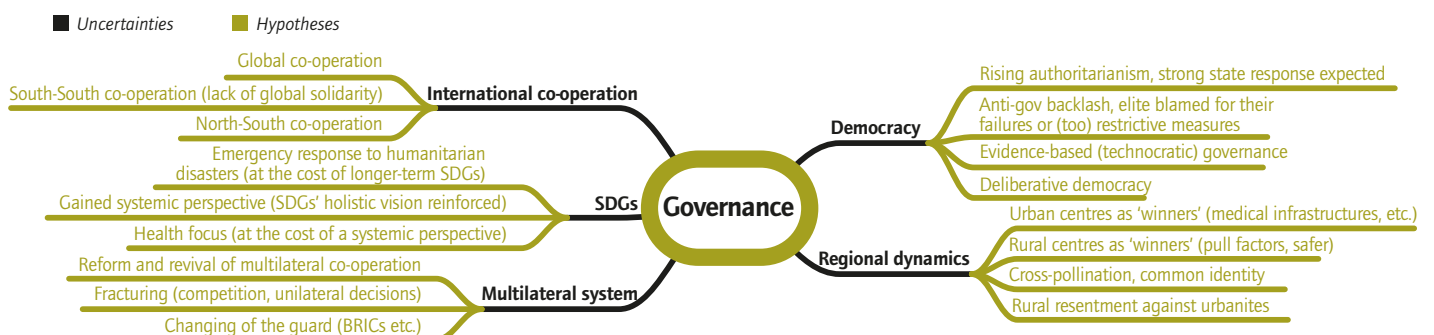 Uncertainties
Hypotheses
Global co-operation
South-South co-operation (lack of global solidarity)
North-South co-operation
International co-operation
Emergency response to humanitarian
disasters (at the cost of longer-term SDGs)
Gained systemic perspective (SDGs‘ holistic vision reinforced)
Health focus (at the cost of a systemic perspective)
SDGs
Reform and revival of multilateral co-operation
Fracturing (competition, unilateral decisions)
Changing of the guard (BRICs etc.)
Multilateral system
Governance
Democracy
Rising authoritarianism, strong state response expected
Anti-gov backlash, elite blamed for their
failures or (too) restrictive measures
Evidence-based (technocratic) governance
Deliberative democracy
Regional dynamics
Urban centres as ‘winners’ (medical infrastructures, etc.)
Rural centres as ‘winners’ (pull factors, safer)
Cross-pollination, common identity
Rural resentment against urbanites